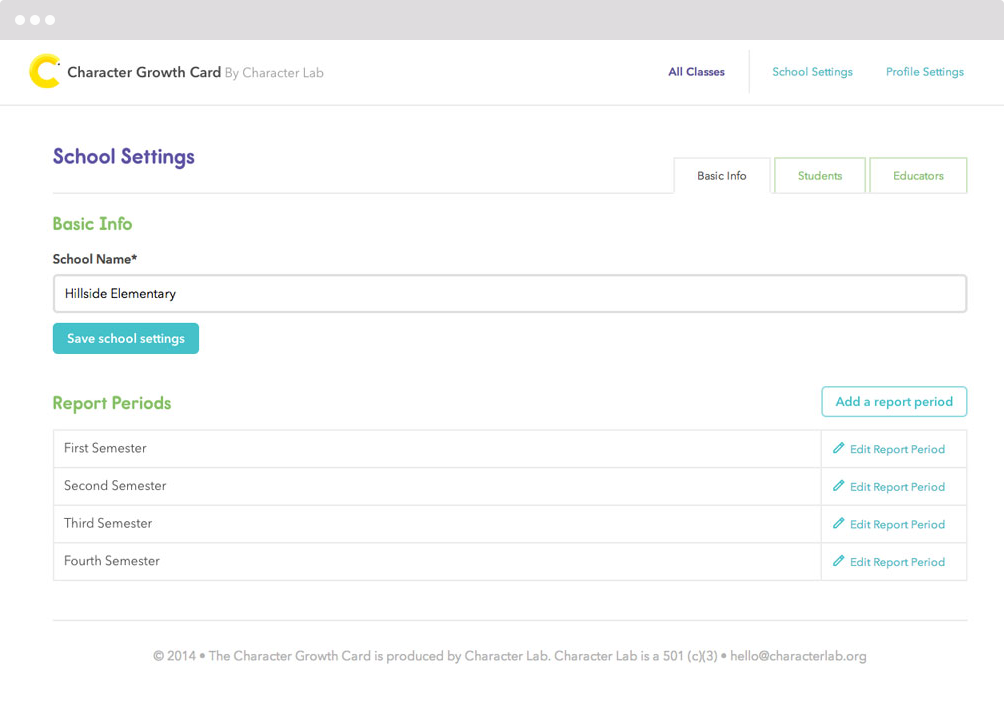 Character Growth Card By Character Lab
All Classes
School Settings
Profile Settings
School Settings
Basic Info
Students
Educators
Basic Info
School Name*
Hillside Elementary
Save school settings
Report Periods
Add a report period
First Semester
Edit Report Period
Second Semester
Edit Report Period
Third Semester
Edit Report Period
Fourth Semester
Edit Report Period
© 2014 • The Character Growth Card is produced by Character Lab. Character Lab is a 501 (c)(3) • hello@characterlab.org